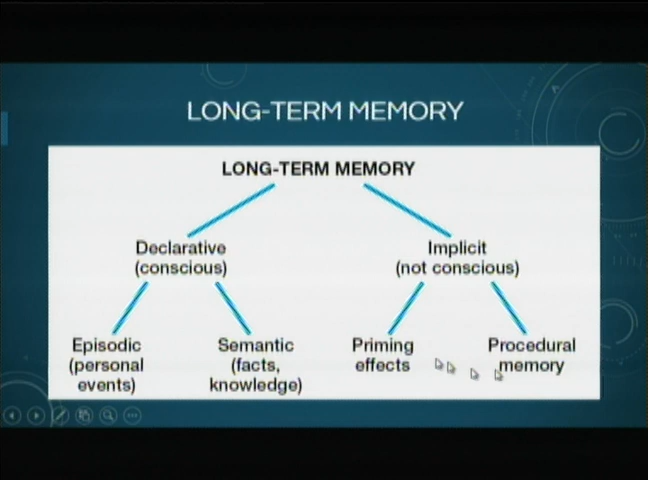 LONG-TERM MEMORY
LONG-TERM MEMORY
Declarative
(conscious)
Implicit
(not conscious)
Episodic
(personal
events)
Semantic
(facts,
knowledge)
Priming
effects
Procedural
memory